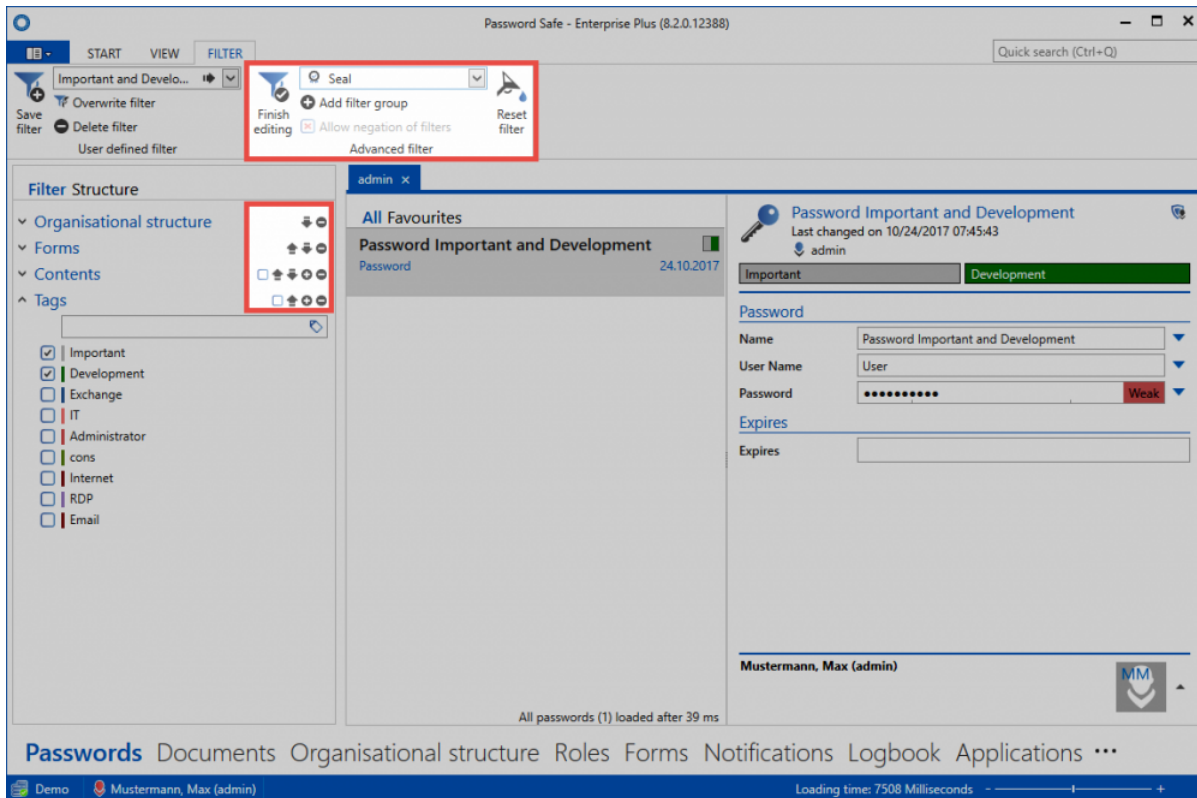 Password Safe - Enterprise Plus (8.2.0.12388)
START VIEW FILTER
Quick search (Ctrl+Q)
Save filter
Important and Develo...
Overwrite filter
Delete filter
User defined filter
Finish editing
Seal
Add filter group
Allow negation of filters
Reset filter
Advanced filter
Filter Structure
Organisational structure
Forms
Contents
Tags
Important
Development
Exchange
IT
Administrator
cons
Internet
RDP
Email
admin ×
All Favourites
Password Important and Development
Password 24.10.2017
All passwords (1) loaded after 39 ms
Password Important and Development
Last changed on 10/24/2017 07:45:43
admin
Important Development
Password
Name Password Important and Development
User Name User
Password ●●●●●●●●●● Weak
Expires
Expires
Mustermann, Max (admin)
MM
Passwords Documents Organisational structure Roles Forms Notifications Logbook Applications •••
Demo Mustermann, Max (admin) Loading time: 7508 Milliseconds - +